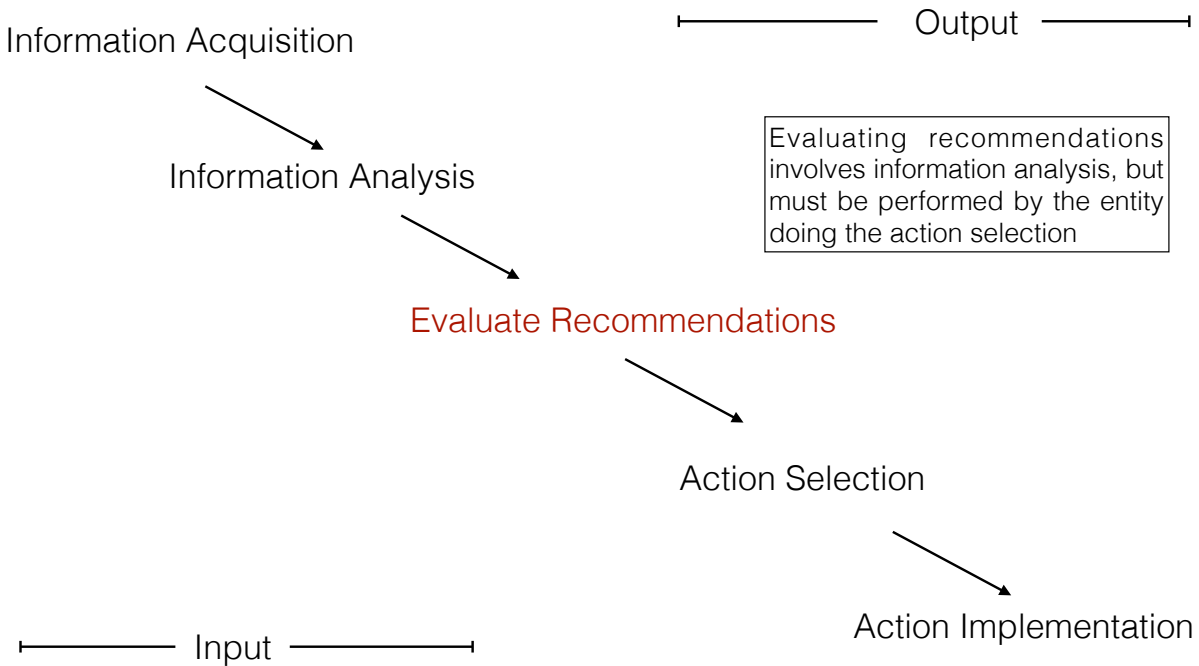 Information Acquisition
Output
Evaluating recommendations
involves information analysis, but
must be performed by the entity
doing the action selection
Information Analysis
Evaluate Recommendations
Action Selection
Action Implementation
Input